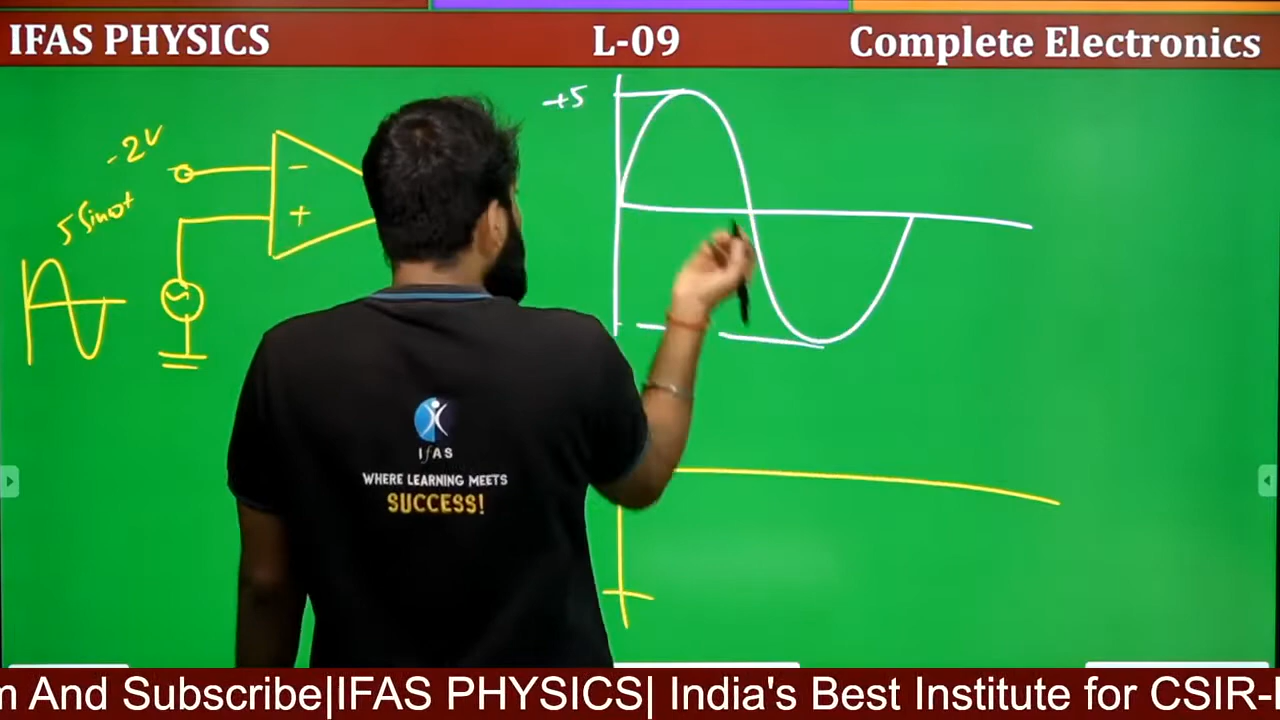 IFAS PHYSICS
L-09
Complete Electronics
-2V
5 Sinωt
-
+
+5
IfAS
WHERE LEARNING MEETS
SUCCESS!
And Subscribe|IFAS PHYSICS| India's Best Institute for CSIR-